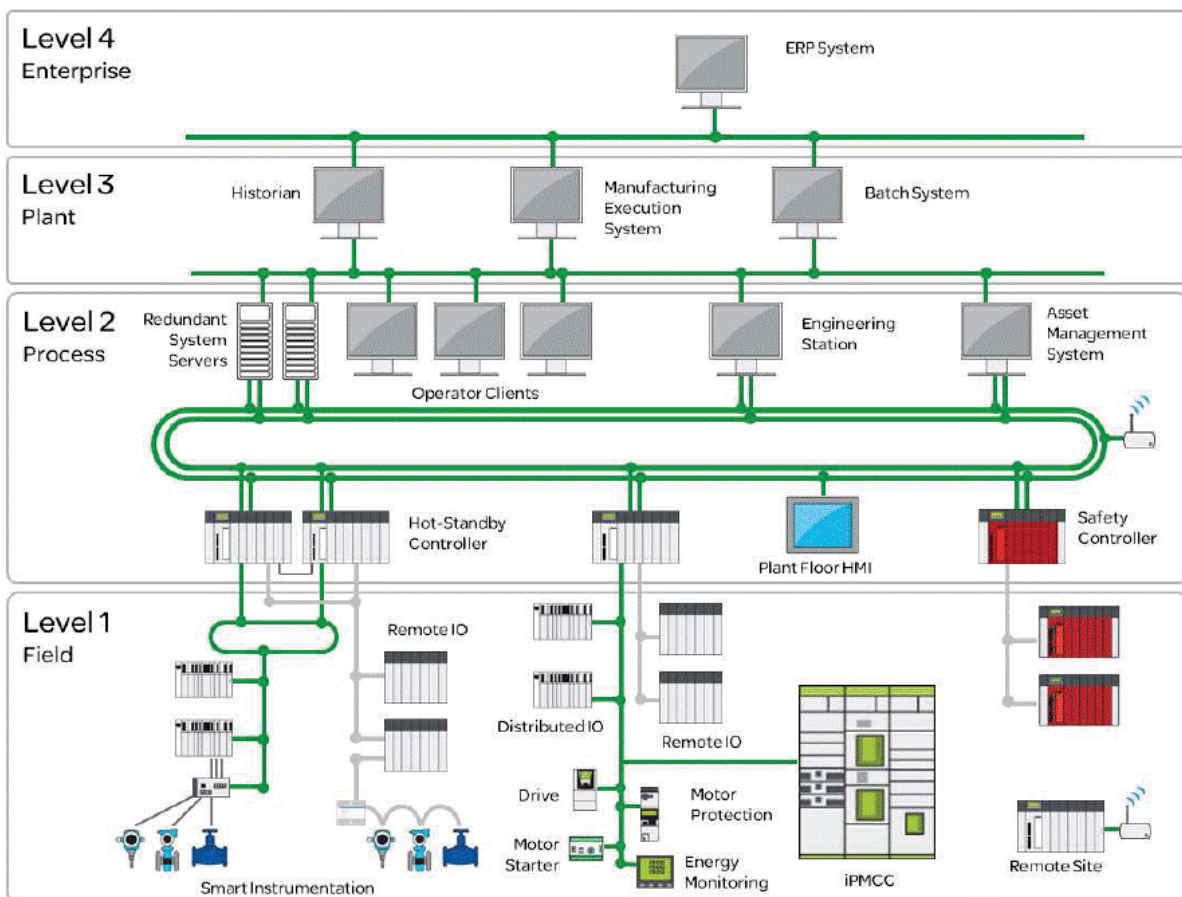 Level 4
Enterprise
ERP System
Level 3
Plant
Historian
Manufacturing
Execution
System
Batch System
Level 2
Process
Redundant
System
Servers
Operator Clients
Engineering
Station
Asset
Management
System
Hot-Standby
Controller
Plant Floor HMI
Safety
Controller
Level 1
Field
Remote IO
Distributed IO
Remote IO
Drive
Motor
Protection
Motor
Starter
Energy
Monitoring
Smart Instrumentation
iPMCC
Remote Site